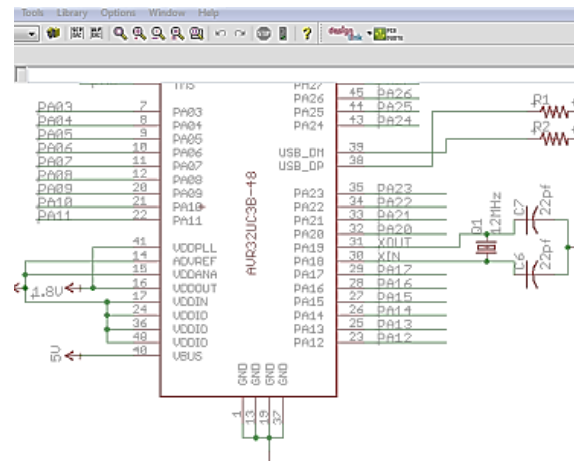 Tools Library Options Window Help
design link PCB PARTS
TMS
PA03 7 PA03
PA04 8 PA04
PA05 9 PA05
PA06 10 PA06
PA07 11 PA07
PA08 12 PA08
PA09 20 PA09
PA10 21 PA10
PA11 22 PA11
41 VDDPLL
14 ADVREF
15 VDDANA
1.8V 16 VDDOUT
17 VDDIN
24 VDDIO
36 VDDIO
48 VDDIO
5V 40 VBUS
AVR32UC3B-48
PA27
PA26 45 PA26
PA25 44 PA25
PA24 43 PA24
USB_DM 39
USB_DP 38
PA23 35 PA23
PA22 34 PA22
PA21 33 PA21
PA20 32 PA20
PA19 31 XOUT
PA18 30 XIN
PA17 29 PA17
PA16 28 PA16
PA15 27 PA15
PA14 26 PA14
PA13 25 PA13
PA12 23 PA12
R1
R2
Q1
12MHz
C7
22pf
C6
22pf
GND GND GND GND
1 13 19 37